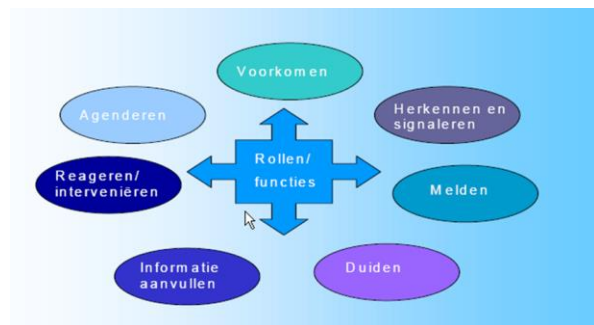 Voorkomen
Agenderen
Herkennen en
signaleren
Rollen/
functies
Reageren/
interveniëren
Melden
Informatie
aanvullen
Duiden